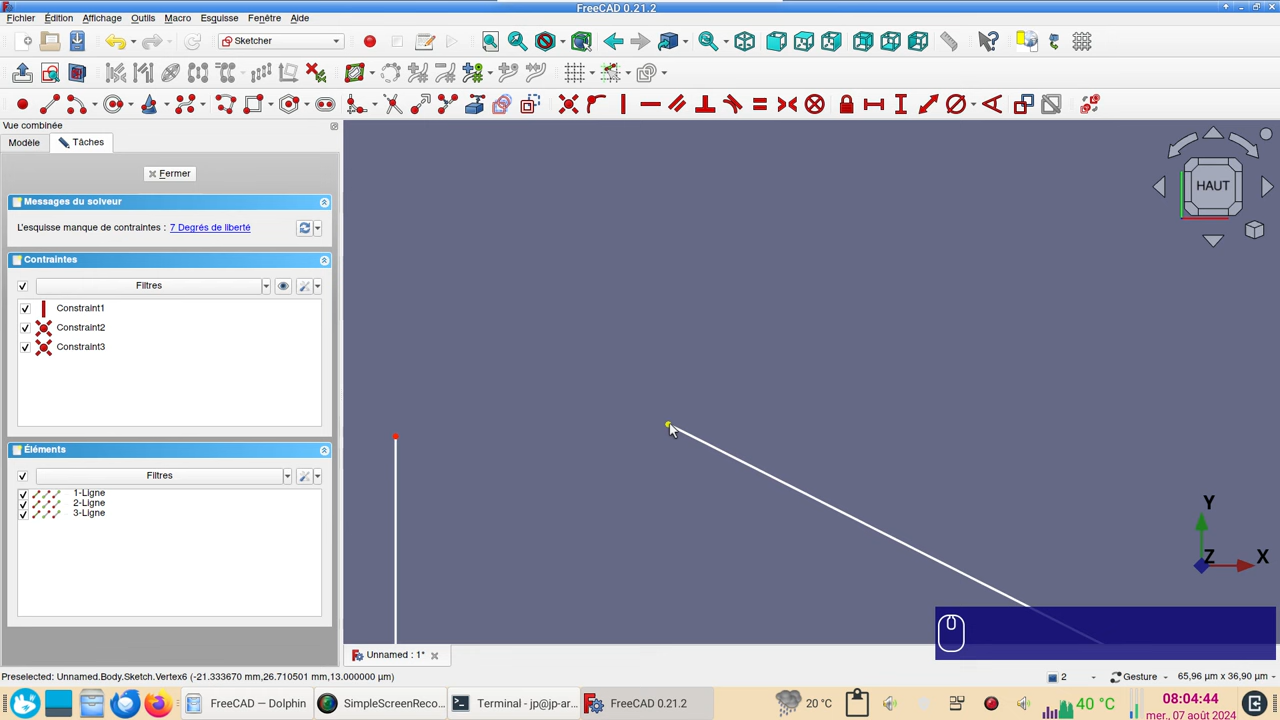 FreeCAD 0.21.2
Fichier Édition Affichage Outils Macro Esquisse Fenêtre Aide
Sketcher
Vue combinée
Modèle Tâches
Fermer
HAUT
Messages du solveur
L'esquisse manque de contraintes : 7 Degrés de liberté
Contraintes
Filtres
Constraint1
Constraint2
Constraint3
Éléments
Filtres
1-Ligne
2-Ligne
3-Ligne
Y
Z X
Unnamed : 1*
Preselected: Unnamed.Body.Sketch.Vertex6 (-21.333670 mm,26.710501 mm,13.000000 µm) 2 Gesture 65,96 µm x 36,90 µm
FreeCAD — Dolphin SimpleScreenReco... Terminal - jp@jp-ar... FreeCAD 0.21.2 20 °C 40 °C 08:04:44
mer., 07 août 2024